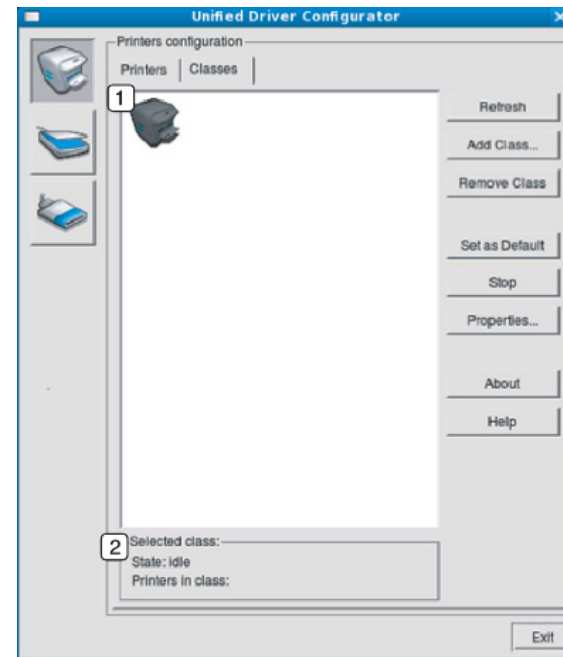 Unified Driver Configurator
Printers configuration
Printers
Classes
1
Refresh
Add Class...
Remove Class
Set as Default
Stop
Properties...
About
Help
2
Selected class:
State: idle
Printers in class:
Exit